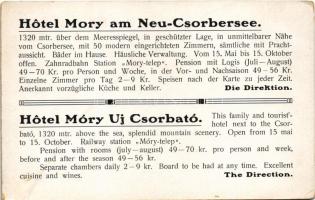 Hôtel Mory am Neu-Csorbersee.
1320 mtr. über dem Meeresspiegel, in geschützter Lage, in unmittelbarer Nähe
vom Csorbersee, mit 50 modern eingerichteten Zimmern, sämtliche mit Pracht-
aussicht. Bäder im Hause. Häusliche Verwaltung. Vom 15. Mai bis 15. Oktober
offen. Zahnradbahn Station „Mory-telep". Pension mit Logis (Juli—August)
49—70 Kr. pro Person und Woche, in der Vor- und Nachsaison 49—56 Kr.
Einzelne Zimmer pro Tag 2—9 Kr. Speisen nach der Karte zu jeder Zeit.
Anerkannt vorzügliche Küche und Keller. Die Direktion.
Hôtel Móry Uj Csorbató. This family and tourist'-
hotel next to the Csor-
bató, 1320 mtr. above the sea, splendid mountain scenery. Open from 15 mai
to 15. October. Railway station „Móry-telep".
Pension with rooms (july—august) 49—70 kr. pro person and week,
before and after the season 49—56 kr.
Separate chambers daily 2—9 kr. Board to be had at any time. Excellent
cuisine and wines. The Direction.